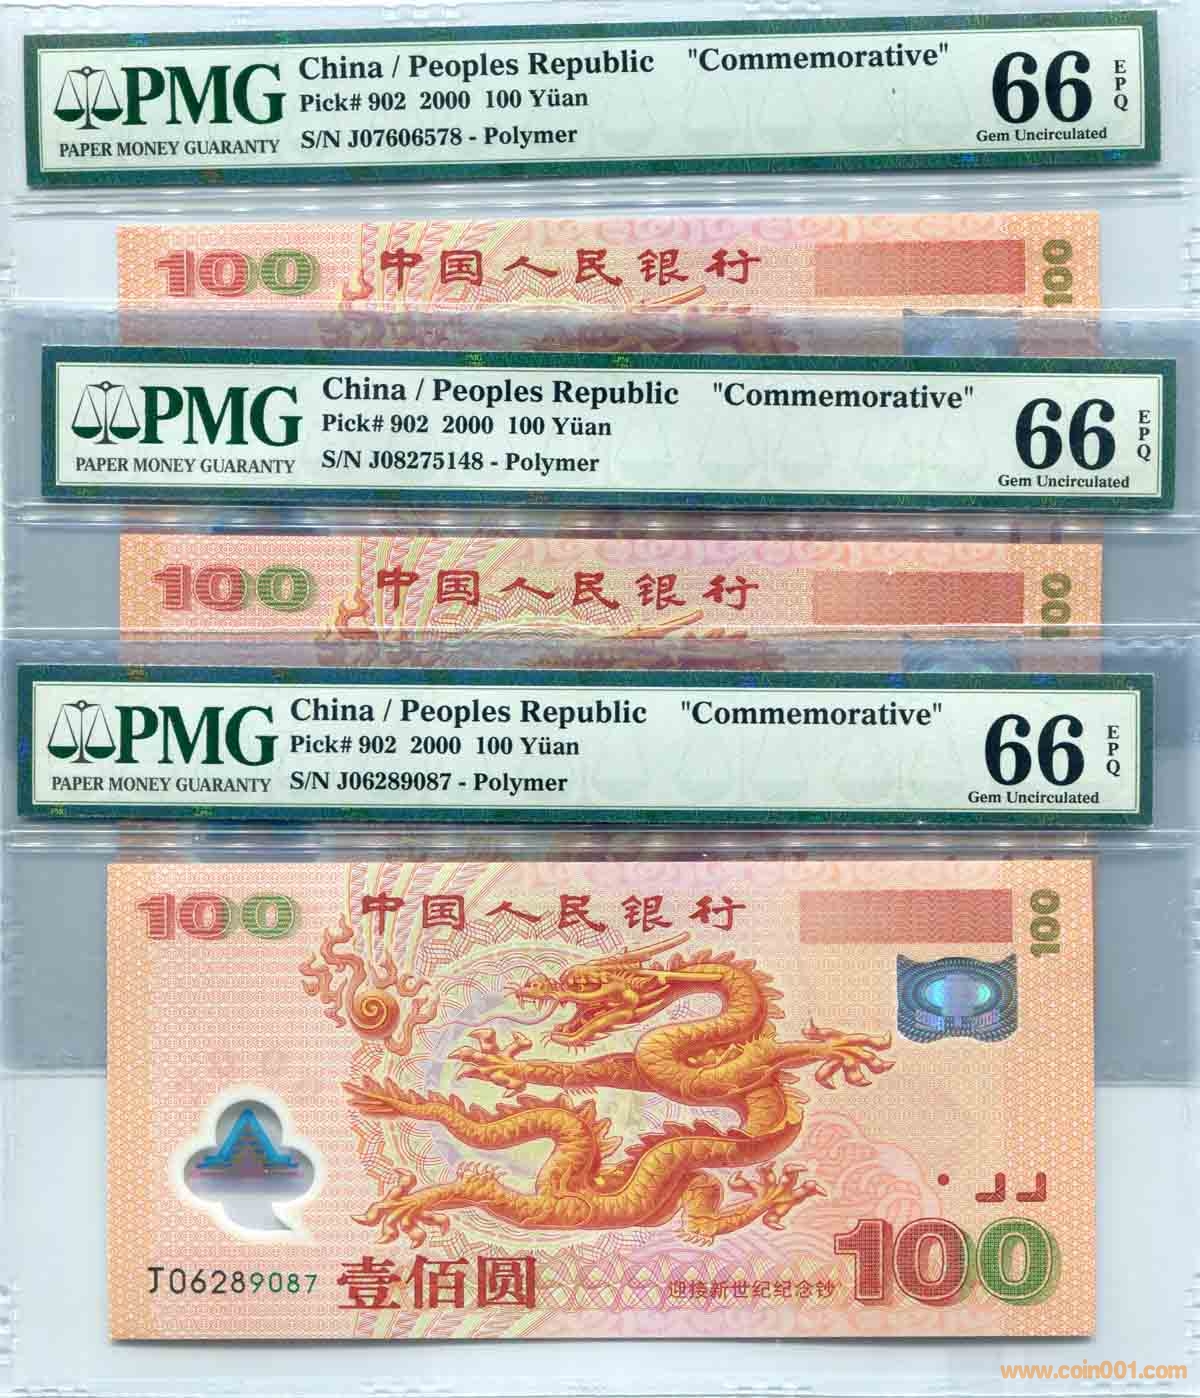 PMG
PAPER MONEY GUARANTY
China / Peoples Republic "Commemorative"
Pick# 902 2000 100 Yüan
S/N J07606578 - Polymer
66
EPQ
Gem Uncirculated
100 中国人民银行 100
PMG
PAPER MONEY GUARANTY
China / Peoples Republic "Commemorative"
Pick# 902 2000 100 Yüan
S/N J08275148 - Polymer
66
EPQ
Gem Uncirculated
100 中国人民银行 100
PMG
PAPER MONEY GUARANTY
China / Peoples Republic "Commemorative"
Pick# 902 2000 100 Yüan
S/N J06289087 - Polymer
66
EPQ
Gem Uncirculated
100 中国人民银行 100
J06289087 壹佰圆 迎接新世纪纪念钞 100
www.coin001.com